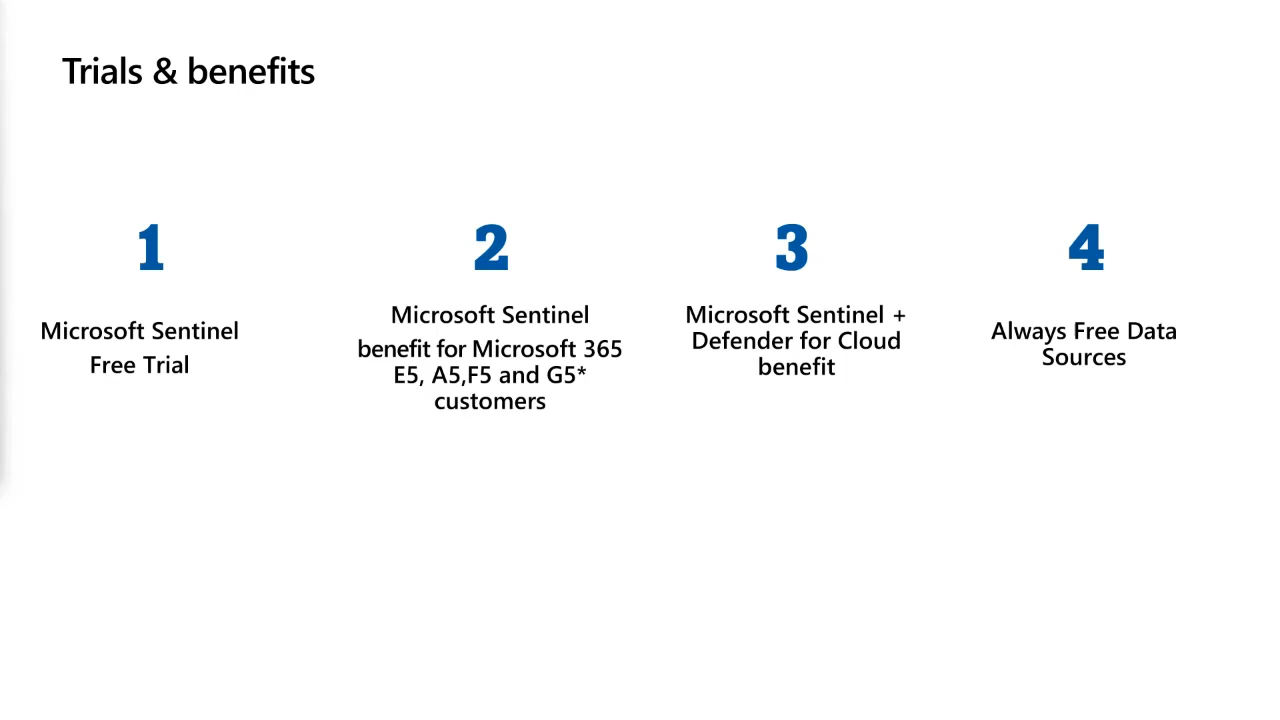 Trials & benefits
1
Microsoft Sentinel
Free Trial
2
Microsoft Sentinel
benefit for Microsoft 365
E5, A5,F5 and G5*
customers
3
Microsoft Sentinel +
Defender for Cloud
benefit
4
Always Free Data
Sources